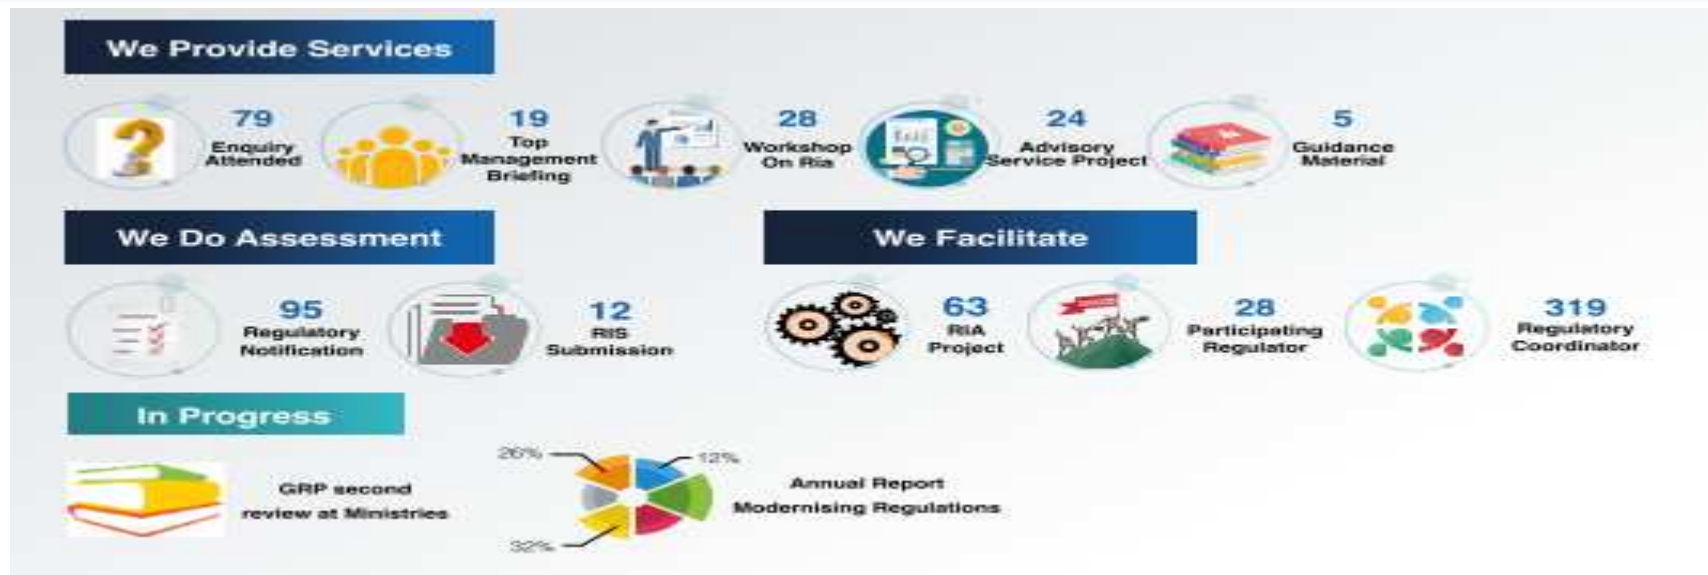 We Provide Services
79
Enquiry
Attended
19
Top
Management
Briefing
28
Workshop
On Ria
24
Advisory
Service Project
5
Guidance
Material
We Do Assessment
95
Regulatory
Notification
12
RIS
Submission
We Facilitate
63
RIA
Project
28
Participating
Regulator
319
Regulatory
Coordinator
In Progress
GRP second
review at Ministries
26%
12%
32%
Annual Report
Modernising Regulations